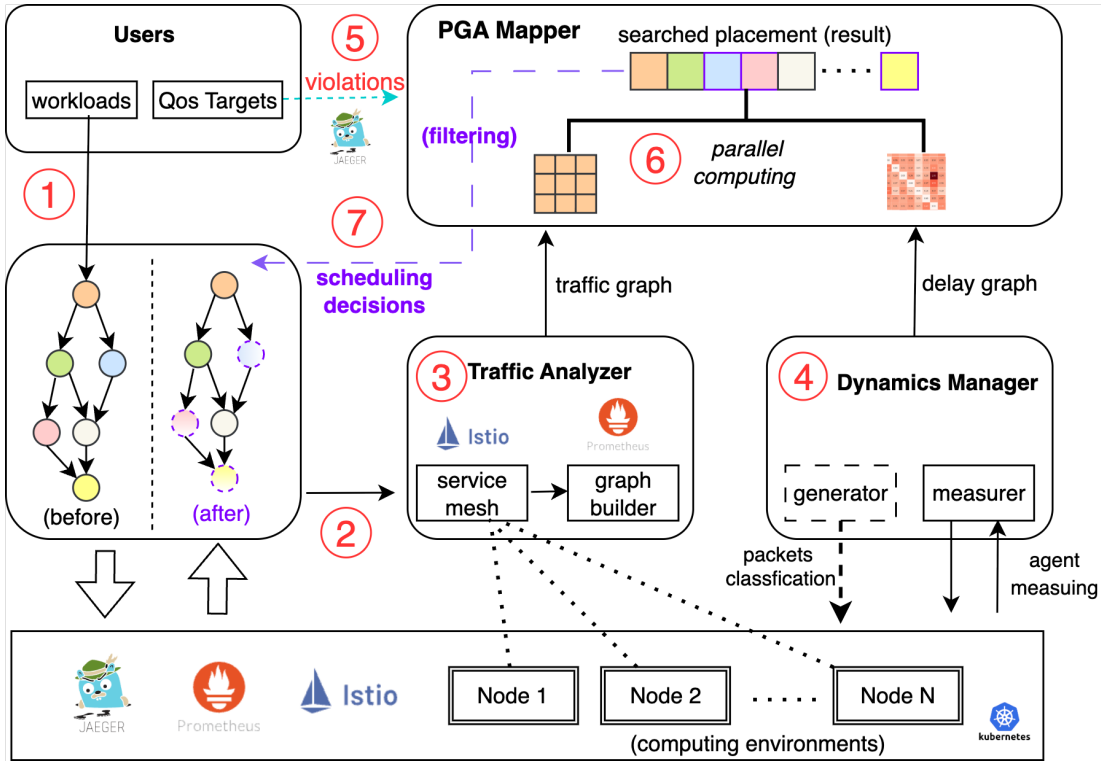 Users
workloads
Qos Targets
5
violations
JAEGER
PGA Mapper
searched placement (result)
(filtering)
6
parallel
computing
1
7
scheduling
decisions
traffic graph
delay graph
(before)
(after)
2
3
Traffic Analyzer
Istio
Prometheus
service
mesh
graph
builder
4
Dynamics Manager
generator
measurer
packets
classfication
agent
measuing
JAEGER
Prometheus
Istio
Node 1
Node 2
Node N
(computing environments)
kubernetes